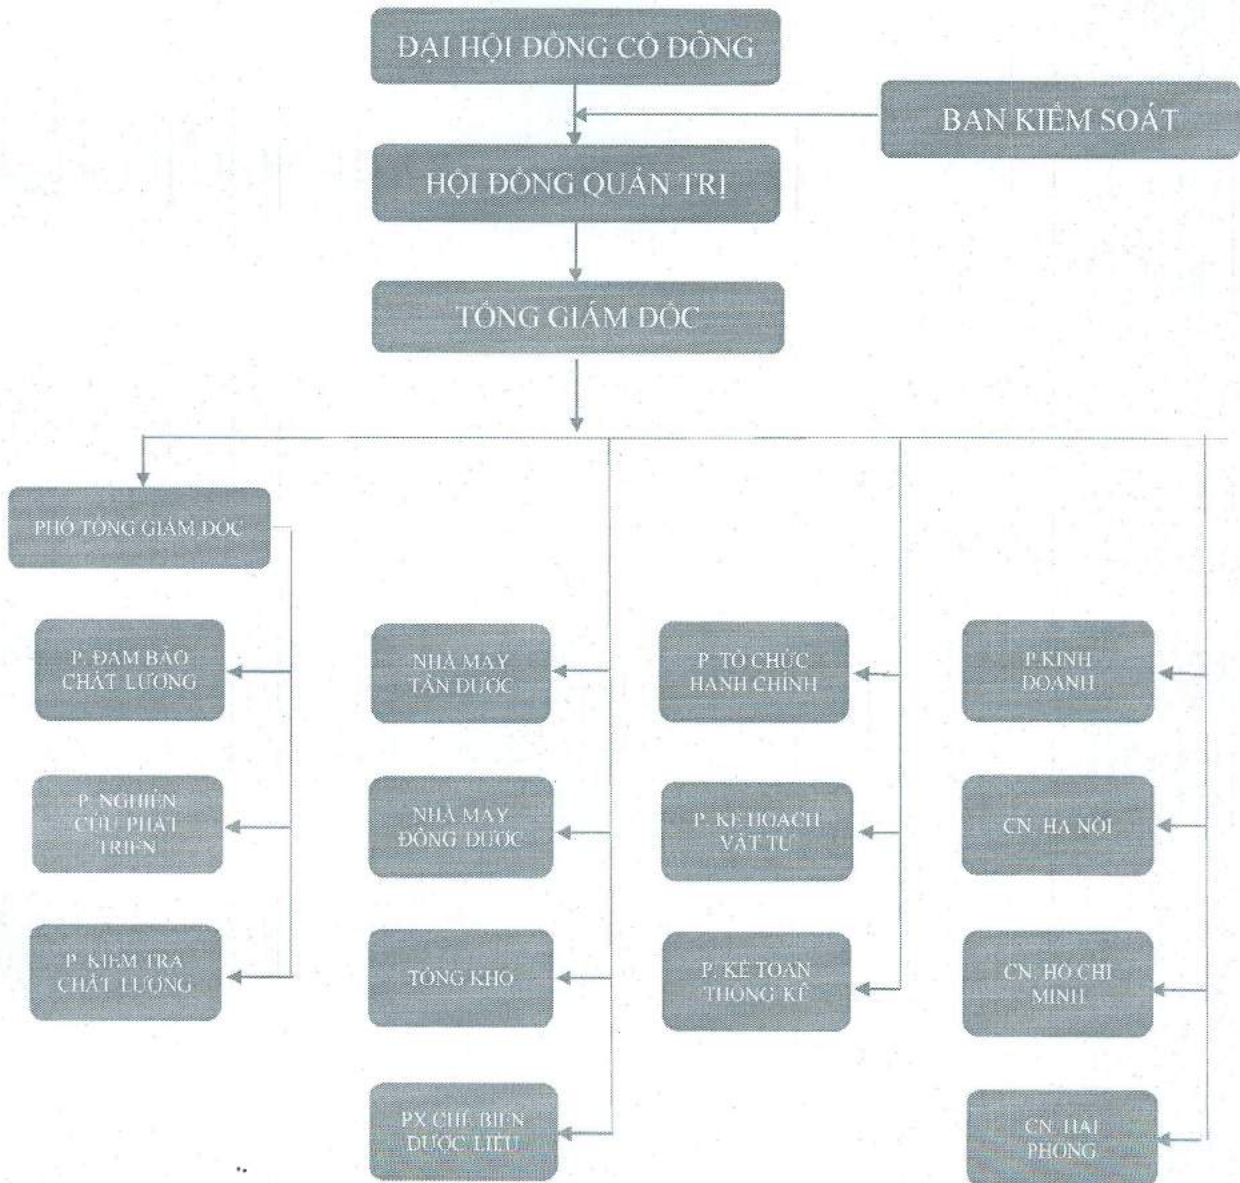 ĐẠI HỘI ĐỒNG CỔ ĐÔNG
BAN KIỂM SOÁT
HỘI ĐỒNG QUẢN TRỊ
TỔNG GIÁM ĐỐC
PHÓ TỔNG GIÁM ĐỐC
P. ĐẢM BẢO
CHẤT LƯỢNG
NHÀ MÁY
TÂN DƯỢC
P. TỔ CHỨC
HÀNH CHÍNH
P.KINH
DOANH
P. NGHIÊN
CỨU PHÁT
TRIỂN
NHÀ MÁY
ĐÔNG DƯỢC
P. KẾ HOẠCH
VẬT TƯ
CN. HÀ NỘI
P. KIỂM TRA
CHẤT LƯỢNG
TỔNG KHO
P. KẾ TOÁN
THỐNG KÊ
CN. HỒ CHÍ
MINH
PX CHẾ BIẾN
DƯỢC LIỆU
CN. HẢI
PHÒNG